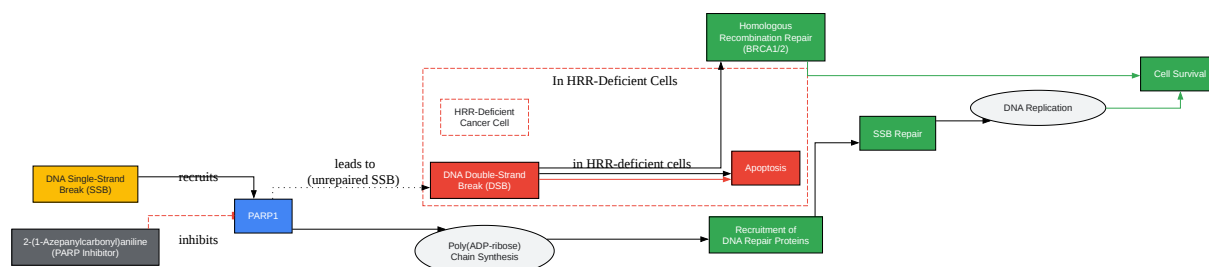 Homologous
Recombination Repair
(BRCA1/2)
In HRR-Deficient Cells
Cell Survival
HRR-Deficient
Cancer Cell
DNA Replication
SSB Repair
leads to
(unrepaired SSB)
in HRR-deficient cells
DNA Single-Strand
Break (SSB)
recruits
DNA Double-Strand
Break (DSB)
Apoptosis
PARP1
2-(1-Azepanylcarbonyl)aniline
(PARP Inhibitor)
inhibits
Poly(ADP-ribose)
Chain Synthesis
Recruitment of
DNA Repair Proteins